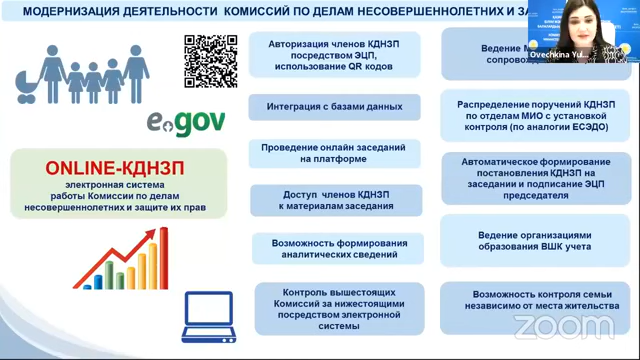 МОДЕРНИЗАЦИЯ ДЕЯТЕЛЬНОСТИ КОМИССИЙ ПО ДЕЛАМ НЕСОВЕРШЕННОЛЕТНИХ И
Ovechkina
e.gov
ONLINE-КДНЗП
электронная система
работы Комиссии по делам
несовершеннолетних и защите их прав
Авторизация членов КДНЗП
посредством ЭЦП,
использование QR кодов
Интеграция с базами данных
Проведение онлайн заседаний
на платформе
Доступ членов КДНЗП
к материалам заседания
Возможность формирования
аналитических сведений
Контроль вышестоящих
Комиссий за нижестоящими
посредством электронной
системы
Ведение
Распределение поручений КДНЗП
по отделам МИО с установкой
контроля (по аналогии ЕСЭДО)
Автоматическое формирование
постановления КДНЗП на
заседании и подписание ЭЦП
председателя
Ведение организациями
образования ВШК учета
Возможность контроля семьи
независимо от места жительства
zoom